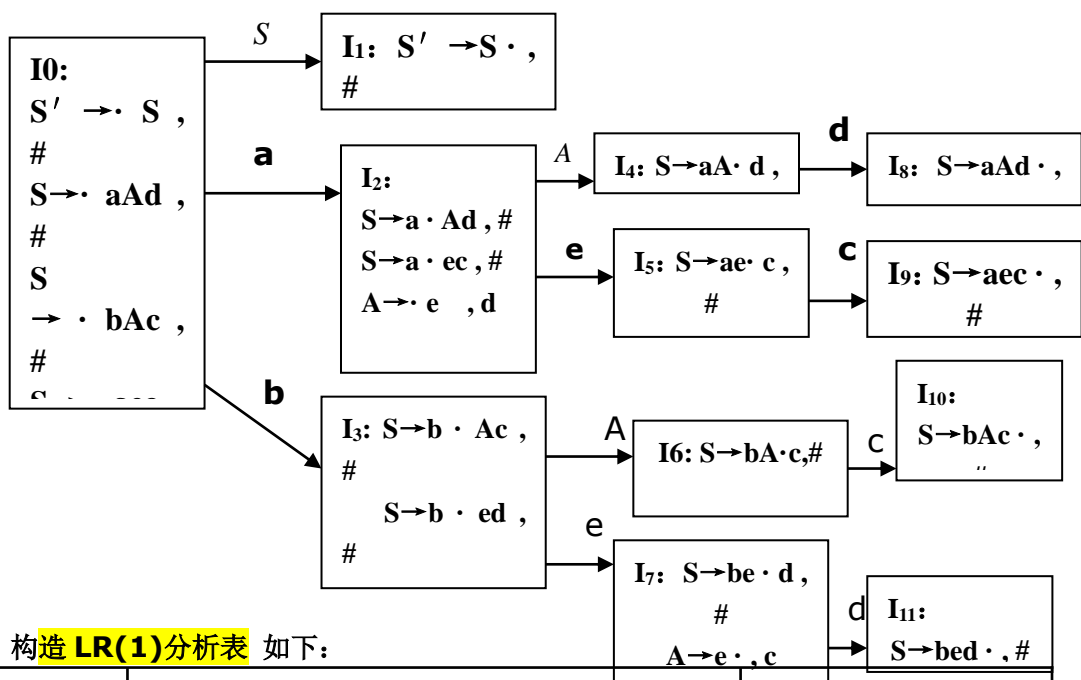 I0:
S′ →· S ,
#
S→· aAd ,
#
S
→ · bAc ,
#
S
I₁: S′ →S · ,
#
a
I₂:
S→a · Ad , #
S→a · ec , #
A→· e , d
A
I₄: S→aA· d ,
d
I₈: S→aAd · ,
e
I₅: S→ae· c ,
#
c
I₉: S→aec · ,
#
b
I₃: S→b · Ac ,
#
S→b · ed ,
#
A
I6: S→bA·c,#
c
I₁₀:
S→bAc · ,
e
I₇: S→be · d ,
#
A→e · , c
d
I₁₁:
S→bed · , #
构造 LR(1)分析表 如下：